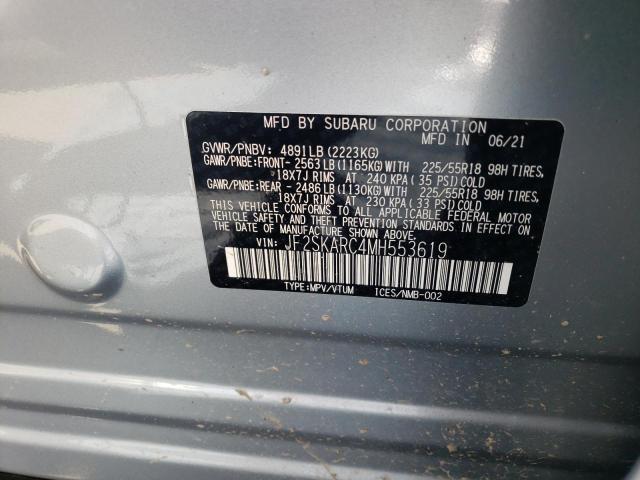 MFD BY SUBARU CORPORATION
MFD IN 06/21
GVWR/PNBV: 4891LB(2223KG)
GAWR/PNBE:FRONT-2563LB(1165KG)WITH 225/55R18 98H TIRES,
18X7J RIMS AT 240 KPA(35 PSI)COLD
GAWR/PNBE:REAR -2486LB(1130KG)WITH 225/55R18 98H TIRES,
18X7J RIMS AT 230 KPA(33 PSI)COLD
THIS VEHICLE CONFORMS TO ALL APPLICABLE FEDERAL MOTOR
VEHICLE SAFETY AND THEFT PREVENTION STANDARDS IN EFFECT ON
THE DATE OF MANUFACTURE SHOWN ABOVE.
VIN: JF2SKARC4MH553619
TYPE:MPV/VTUM ICES/NMB-002